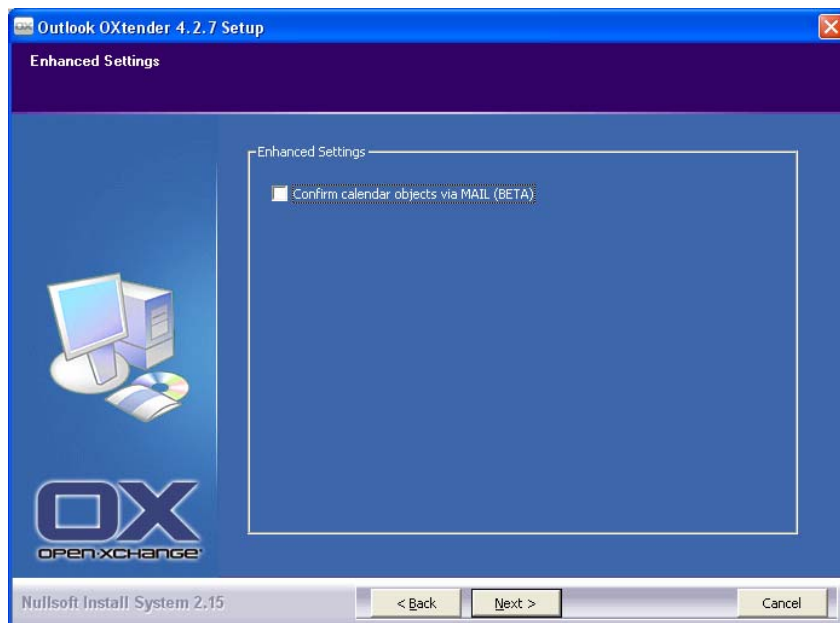 Outlook OXtender 4.2.7 Setup
Enhanced Settings
Enhanced Settings
Confirm calendar objects via MAIL (BETA)
OX
OPEN-XCHANGE
Nullsoft Install System 2.15
< Back
Next >
Cancel